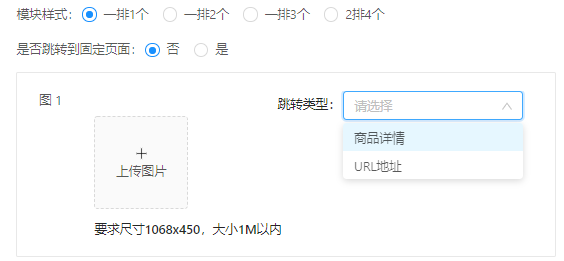 模块样式： 一排1个 一排2个 一排3个 2排4个
是否跳转到固定页面： 否 是
图 1 跳转类型： 请选择
商品详情
URL地址
上传图片
要求尺寸1068x450，大小1M以内